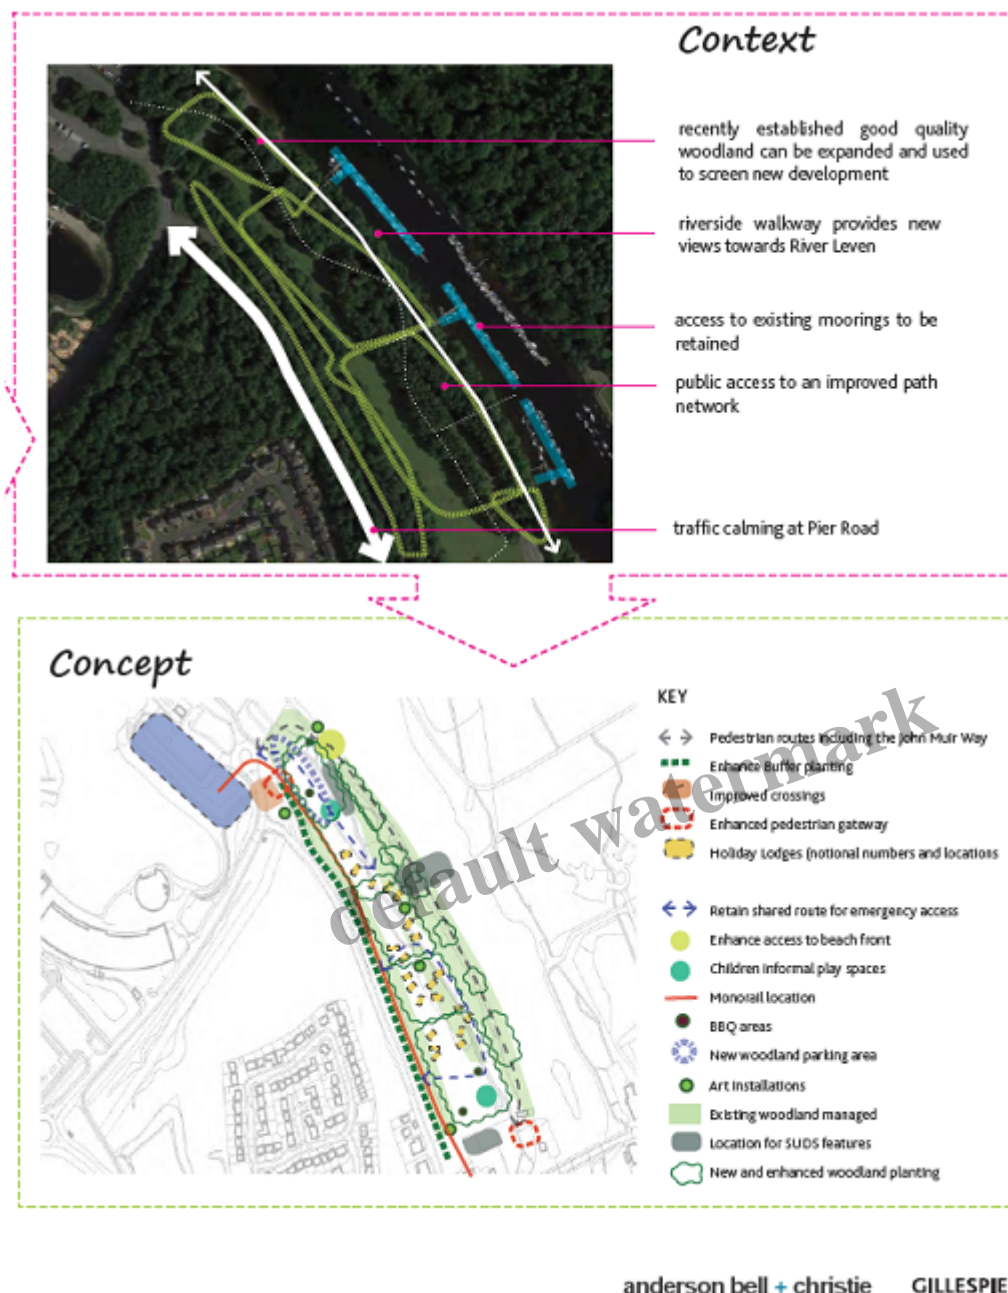 Context
recently established good quality
woodland can be expanded and used
to screen new development
riverside walkway provides new
views towards River Leven
access to existing moorings to be
retained
public access to an improved path
network
traffic calming at Pier Road
Concept
KEY
Pedestrian routes including the John Muir Way
Enhance Buffer planting
Improved crossings
Enhanced pedestrian gateway
Holiday Lodges (notional numbers and locations
Retain shared route for emergency access
Enhance access to beach front
Children informal play spaces
Monorail location
BBQ areas
New woodland parking area
Art Installations
Existing woodland managed
Location for SUDS features
New and enhanced woodland planting
default watermark
anderson bell + christie GILLESPIE